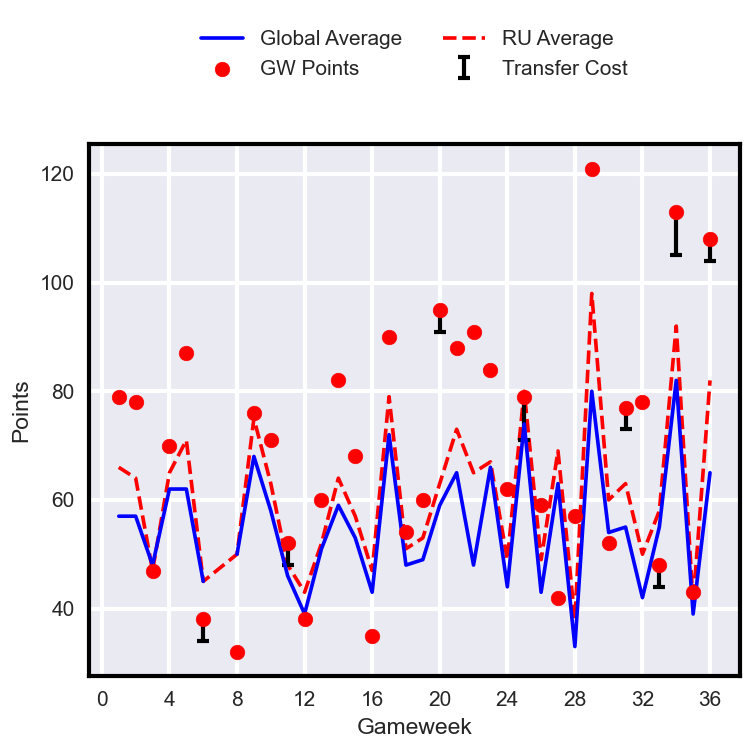 Global Average RU Average
GW Points Transfer Cost
120
100
80
60
40
Points
0 4 8 12 16 20 24 28 32 36
Gameweek